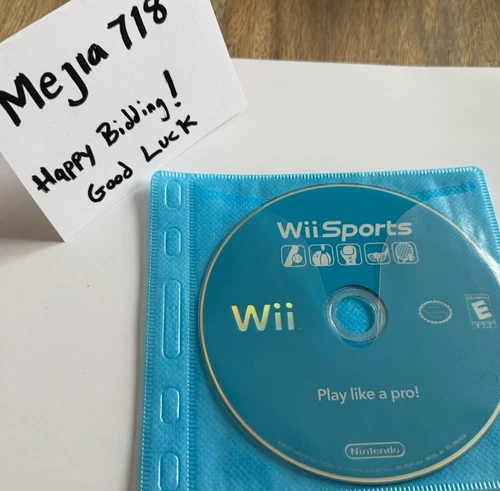 Mejia 718
Happy Bidding!
Good Luck
Wii Sports
Wii
E
Play like a pro!
Nintendo